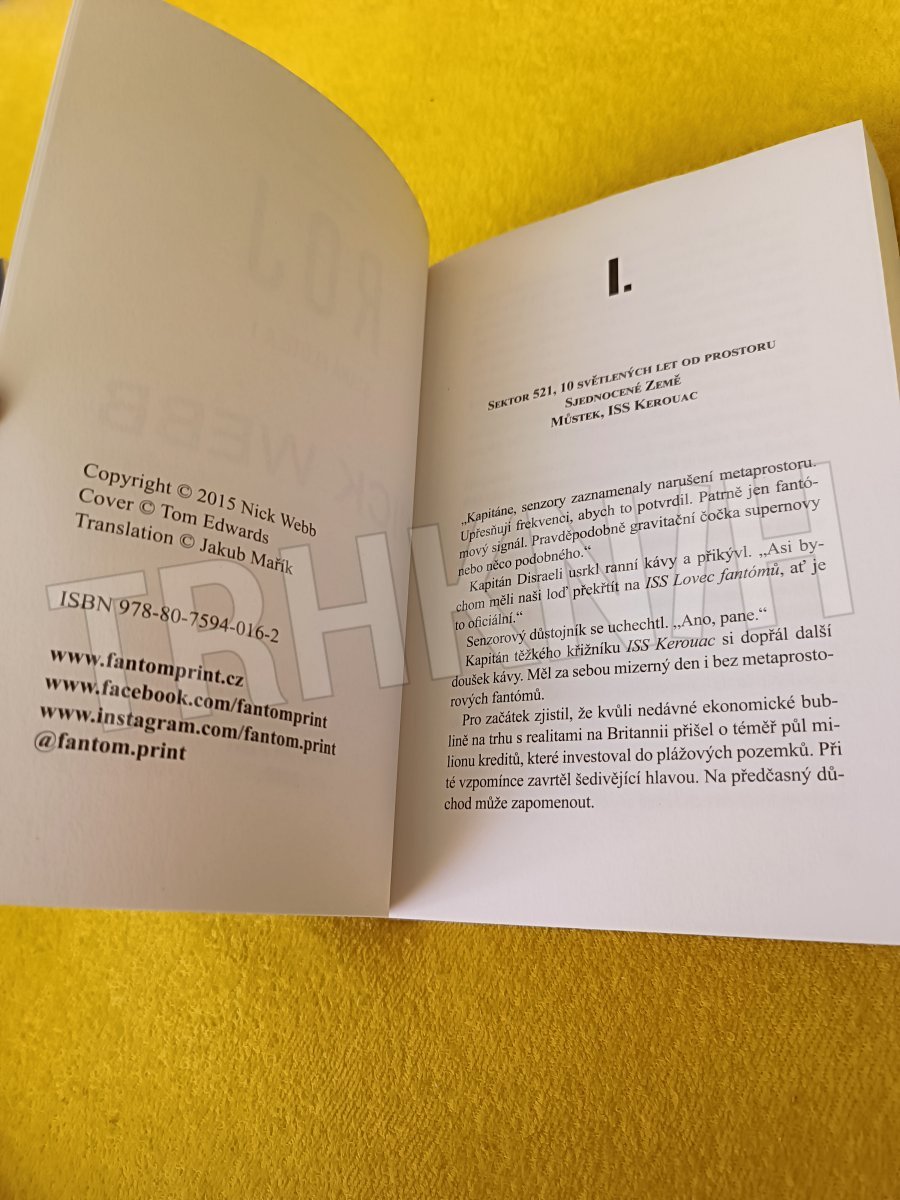 Copyright © 2015 Nick Webb
Cover © Tom Edwards
Translation © Jakub Mařík
ISBN 978-80-7594-016-2
www.fantomprint.cz
www.facebook.com/fantomprint
www.instagram.com/fantom.print
@fantom.print
I.
Sektor 521, 10 světlených let od prostoru
Sjednocené Země
Můstek, ISS Kerouac
„Kapitáne, senzory zaznamenaly narušení metaprostoru.
Upřesňuji frekvenci, abych to potvrdil. Patrně jen fantó-
mový signál. Pravděpodobně gravitační čočka supernovy
nebo něco podobného.“
Kapitán Disraeli usrkl ranní kávy a přikývl. „Asi by-
chom měli naši loď překřtít na ISS Lovec fantómů, ať je
to oficiální.“
Senzorový důstojník se uchechtl. „Ano, pane.“
Kapitán těžkého křižníku ISS Kerouac si dopřál další
doušek kávy. Měl za sebou mizerný den i bez metaprosto-
rových fantómů.
Pro začátek zjistil, že kvůli nedávné ekonomické bub-
lině na trhu s realitami na Britannii přišel o téměř půl mi-
lionu kreditů, které investoval do plážových pozemků. Při
té vzpomínce zavrtěl šedivějící hlavou. Na předčasný dů-
chod může zapomenout.
TRHKNIH